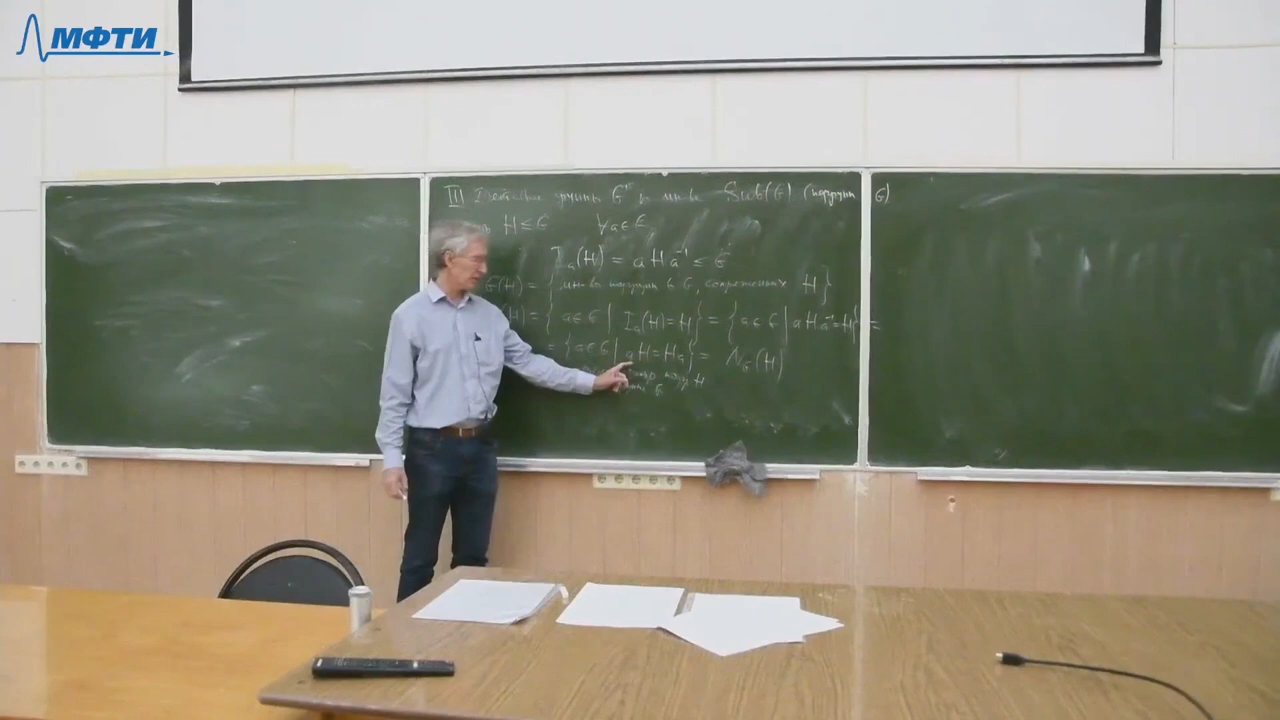 МФТИ
III Действие группы G на мн-ве Sub(G) (подгрупп G)
H ≤ G ∀a∈G
I_a(H) = aHa⁻¹ ≤ G
G(H) = { мн-во подгрупп в G, сопряженных H }
(H) = { a∈G | I_a(H)=H } = { a∈G | aHa⁻¹=H } =
= { a∈G | aH=Ha } = N_G(H)